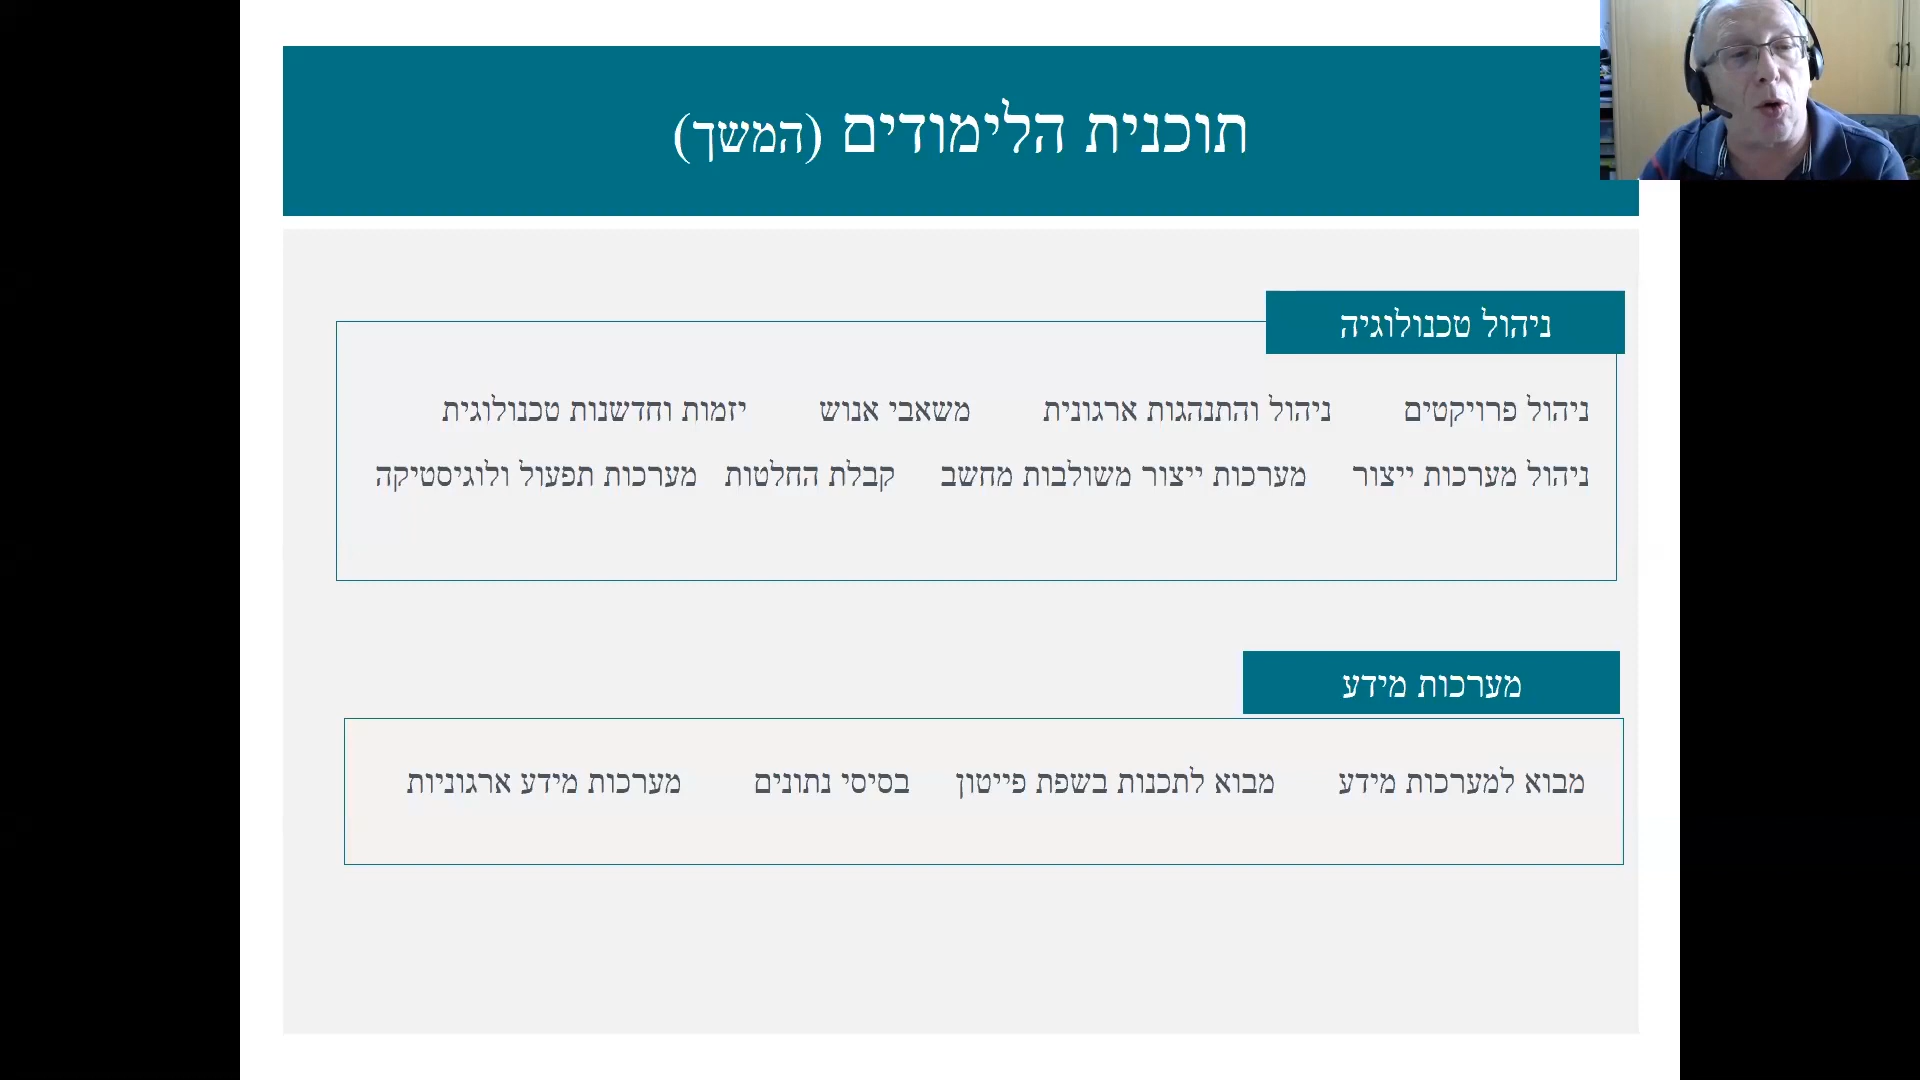 תוכנית הלימודים (המשך)
ניהול טכנולוגיה
ניהול פרויקטים ניהול והתנהגות ארגונית משאבי אנוש יזמות וחדשנות טכנולוגית
ניהול מערכות ייצור מערכות ייצור משולבות מחשב קבלת החלטות מערכות תפעול ולוגיסטיקה
מערכות מידע
מבוא למערכות מידע מבוא לתכנות בשפת פייטון בסיסי נתונים מערכות מידע ארגוניות